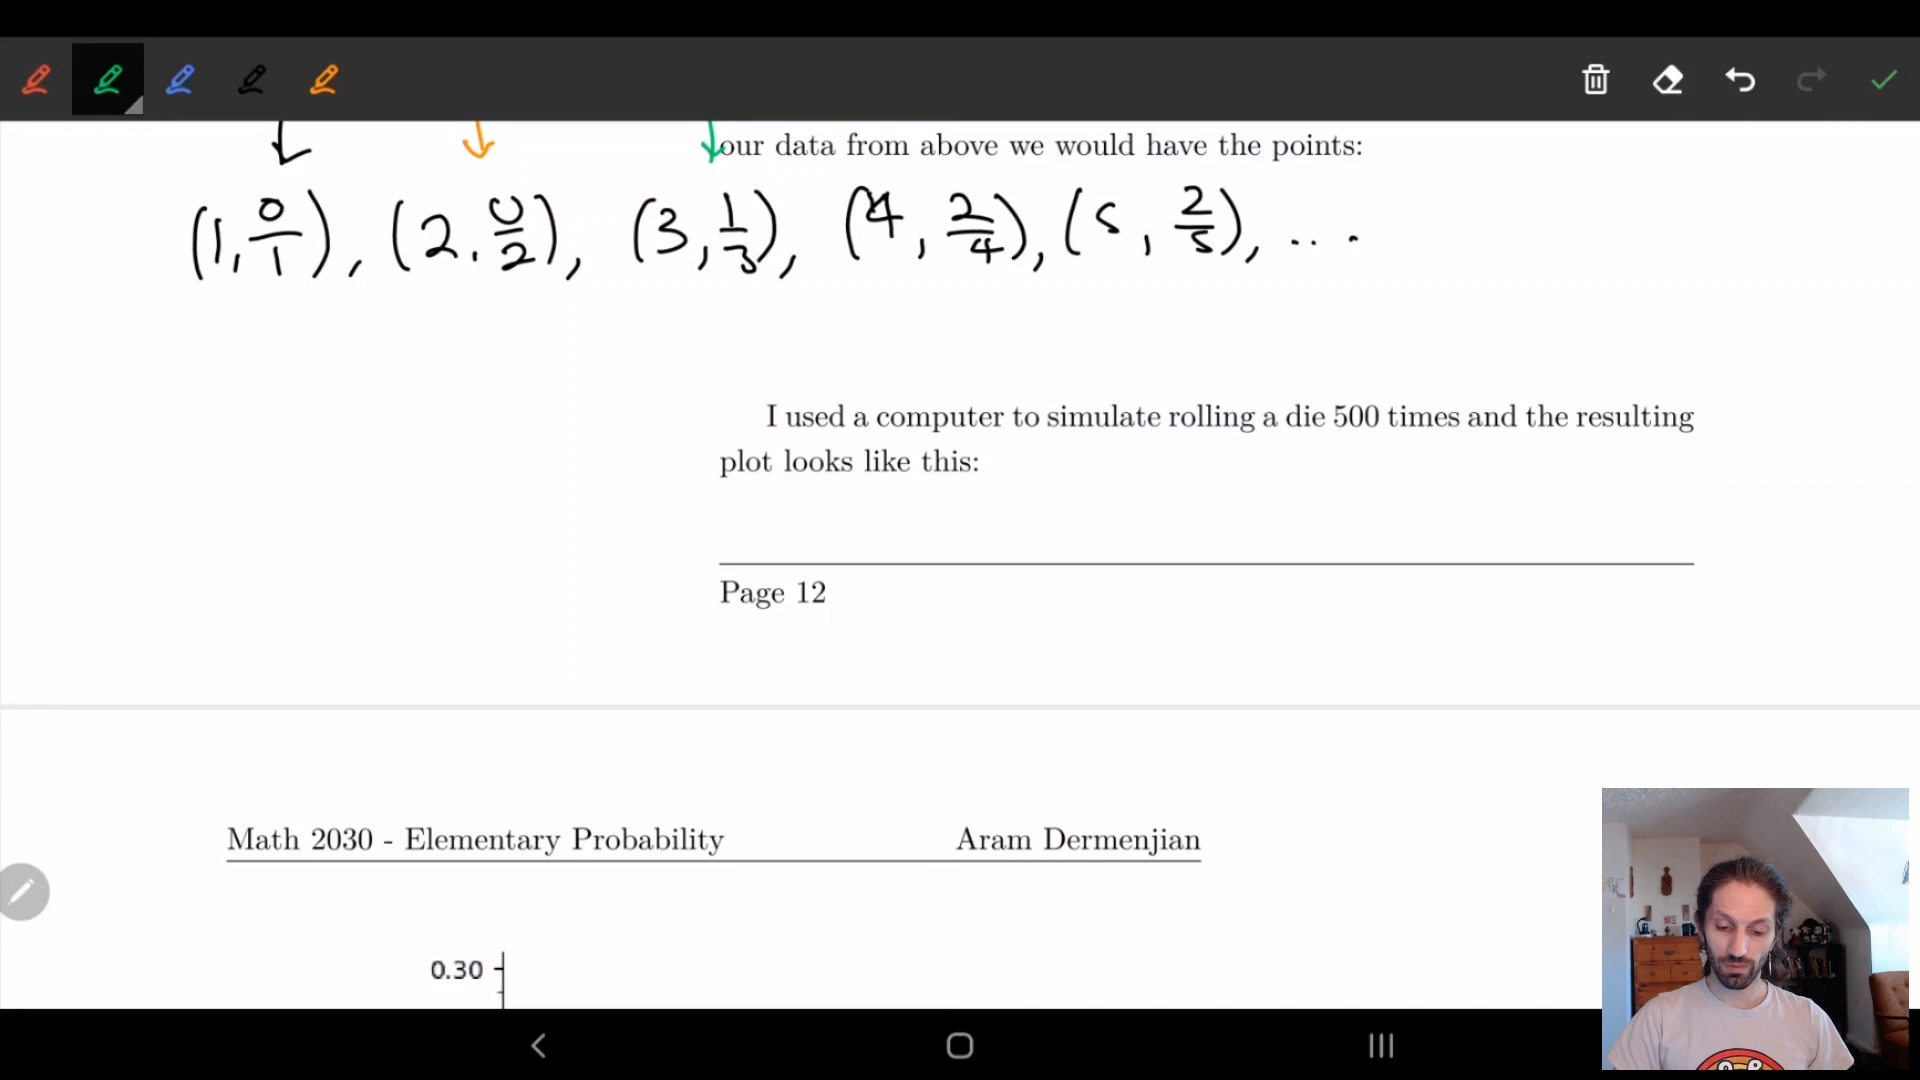 our data from above we would have the points:
(1, 0/1), (2, 0/2), (3, 1/3), (4, 2/4), (5, 2/5), ...
I used a computer to simulate rolling a die 500 times and the resulting
plot looks like this:
Page 12
Math 2030 - Elementary Probability Aram Dermenjian
0.30